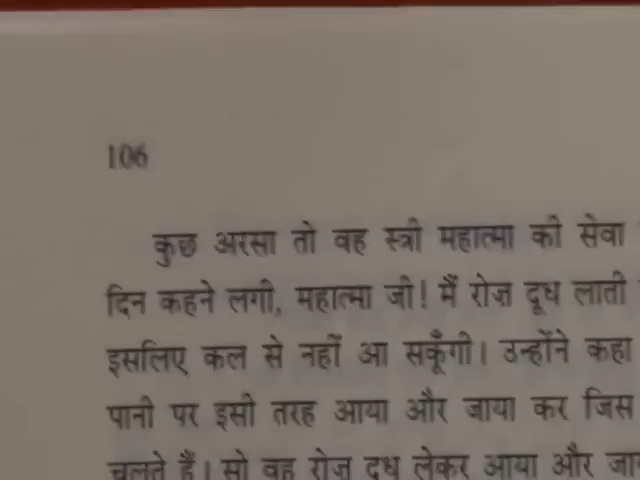 106
कुछ अरसा तो वह स्त्री महात्मा की सेवा
दिन कहने लगी, महात्मा जी! मैं रोज़ दूध लाती
इसलिए कल से नहीं आ सकूँगी। उन्होंने कहा
पानी पर इसी तरह आया और जाया कर जिस
चलते हैं। सो वह रोज़ दूध लेकर आया और